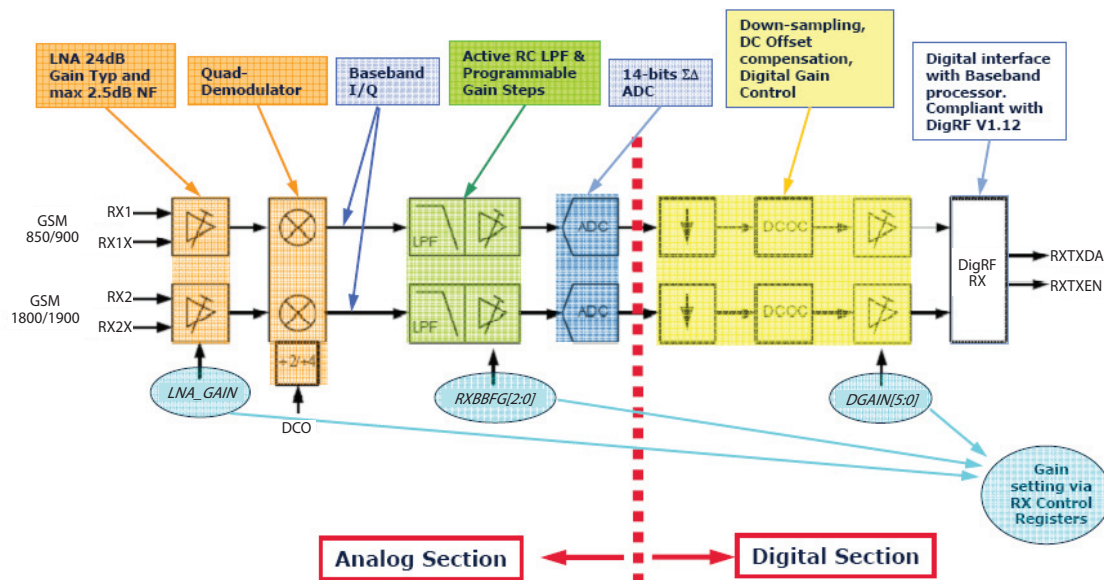 LNA 24dB
Gain Typ and
max 2.5dB NF
Quad-
Demodulator
Baseband
I/Q
Active RC LPF &
Programmable
Gain Steps
14-bits ΣΔ
ADC
Down-sampling,
DC Offset
compensation,
Digital Gain
Control
Digital interface
with Baseband
processor.
Compliant with
DigRF V1.12
GSM
850/900
RX1
RX1X
LPF
ADC
DCOC
GSM
1800/1900
RX2
RX2X
LPF
ADC
DCOC
DigRF
RX
RXTXDA
RXTXEN
÷2/÷4
DCO
LNA_GAIN
RXBBFG[2:0]
DGAIN[5:0]
Gain
setting via
RX Control
Registers
Analog Section
Digital Section